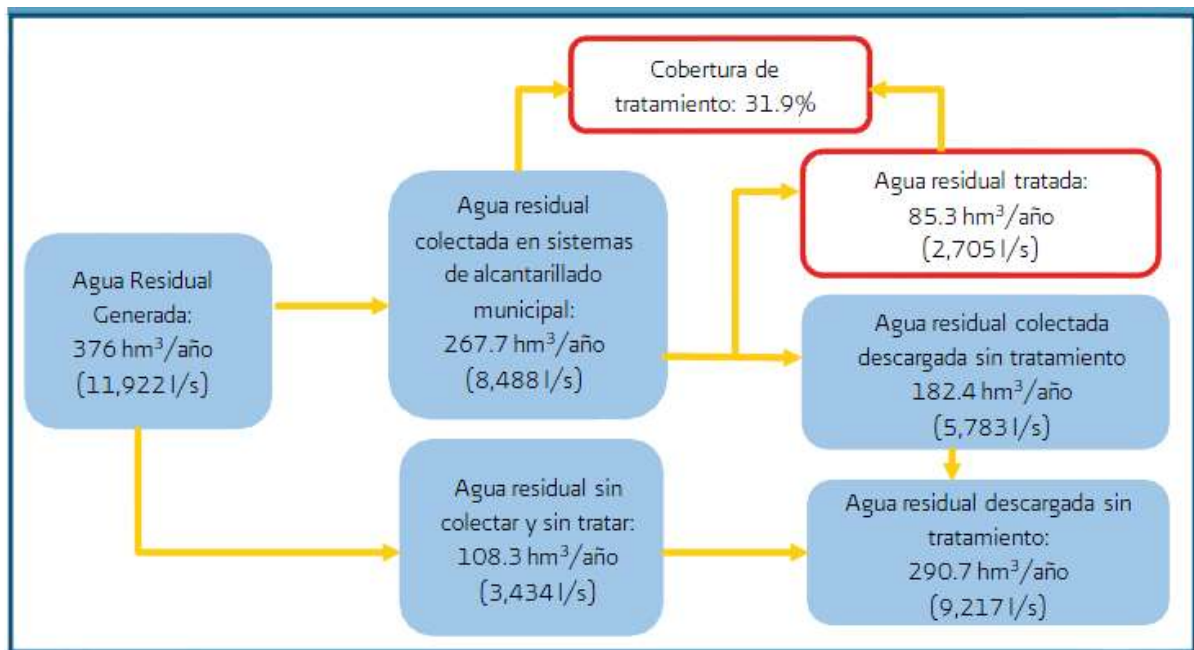 Cobertura de
tratamiento: 31.9%
Agua residual tratada:
85.3 hm³/año
(2,705 l/s)
Agua residual
colectada en sistemas
de alcantarillado
municipal:
267.7 hm³/año
(8,488 l/s)
Agua Residual
Generada:
376 hm³/año
(11,922 l/s)
Agua residual colectada
descargada sin tratamiento
182.4 hm³/año
(5,783 l/s)
Agua residual sin
colectar y sin tratar:
108.3 hm³/año
(3,434 l/s)
Agua residual descargada sin
tratamiento:
290.7 hm³/año
(9,217 l/s)